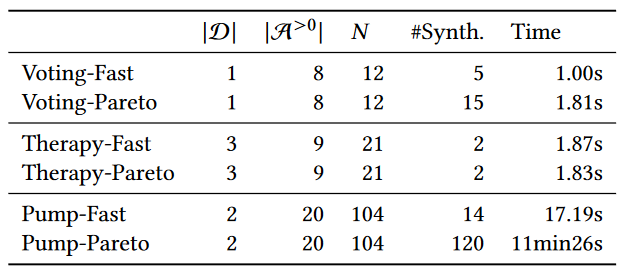 |𝒟| |𝒜>0| N #Synth. Time
Voting-Fast 1 8 12 5 1.00s
Voting-Pareto 1 8 12 15 1.81s
Therapy-Fast 3 9 21 2 1.87s
Therapy-Pareto 3 9 21 2 1.83s
Pump-Fast 2 20 104 14 17.19s
Pump-Pareto 2 20 104 120 11min26s